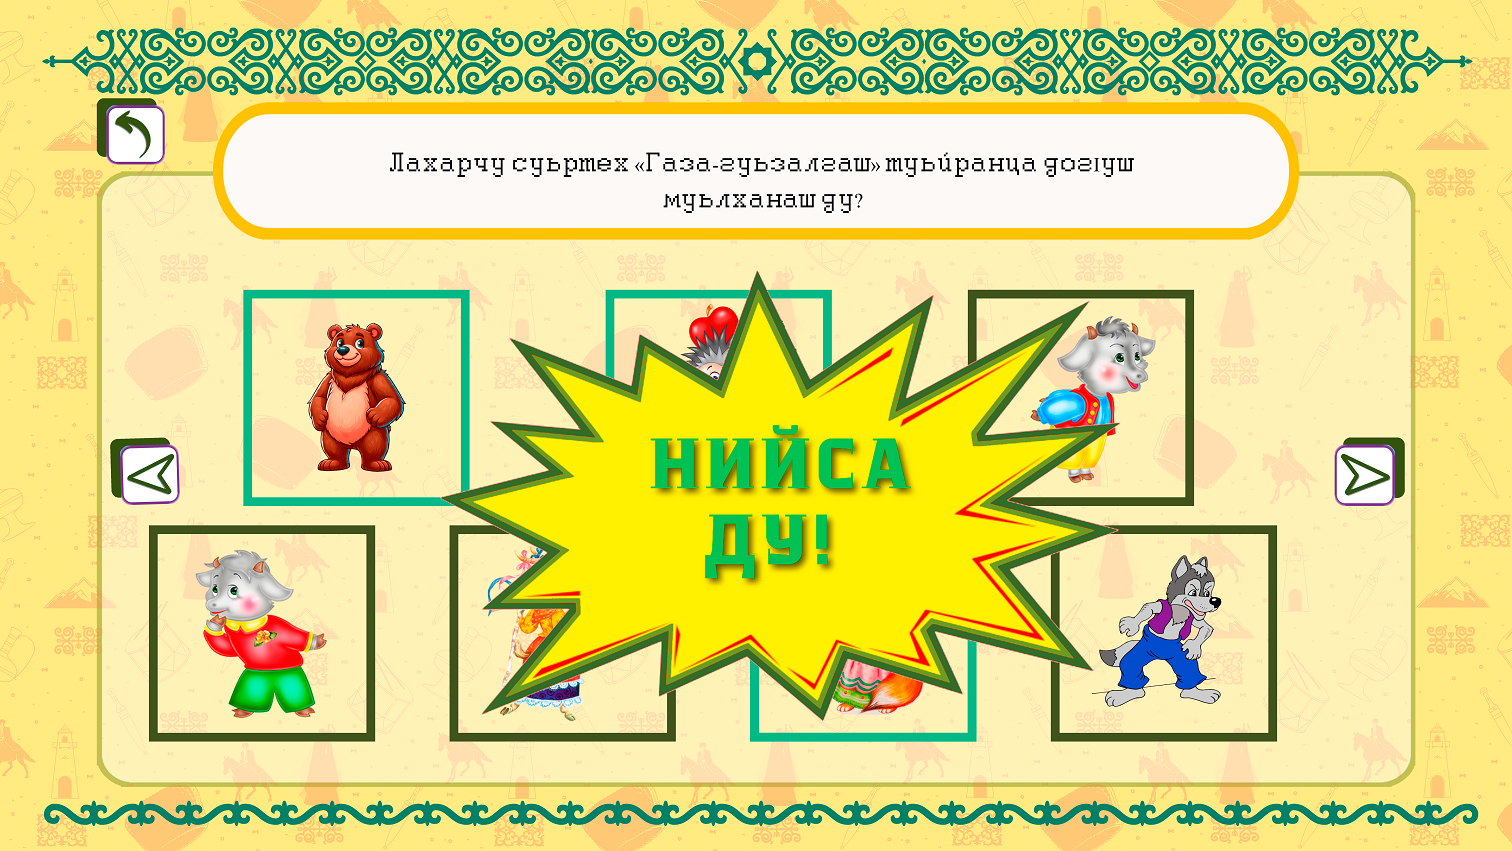 Лахарчу суьртех «Газа-гуьзалгаш» туьйранца догӀуш
муьлханаш ду?
НИЙСА
ДУ!